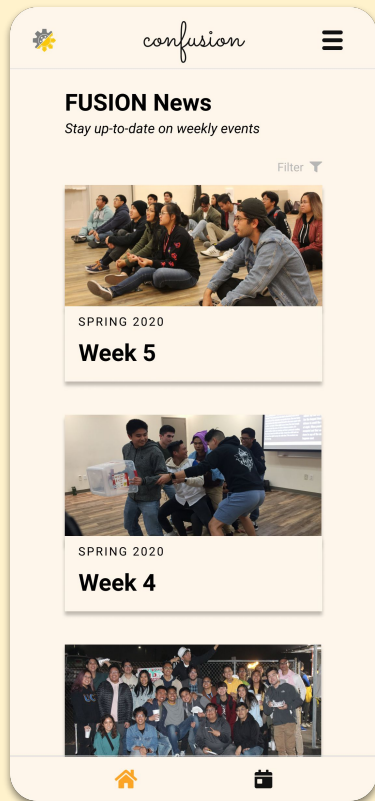 confusion
FUSION News
Stay up-to-date on weekly events
Filter
SPRING 2020
Week 5
SPRING 2020
Week 4